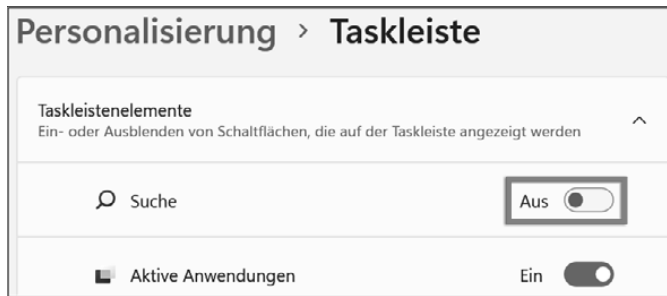 Personalisierung > Taskleiste
Taskleistenelemente
Ein- oder Ausblenden von Schaltflächen, die auf der Taskleiste angezeigt werden
Suche Aus
Aktive Anwendungen Ein